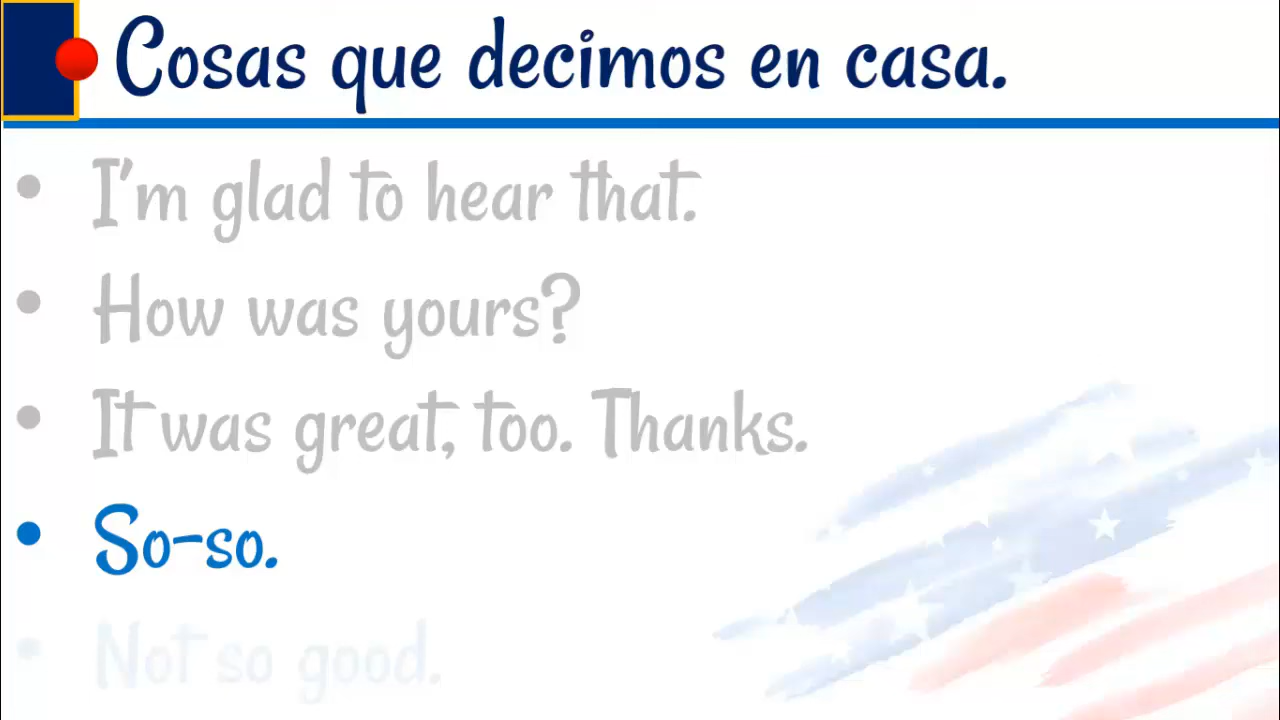 Cosas que decimos en casa.
• I'm glad to hear that.
• How was yours?
• It was great, too. Thanks.
• So-so.
• Not so good.